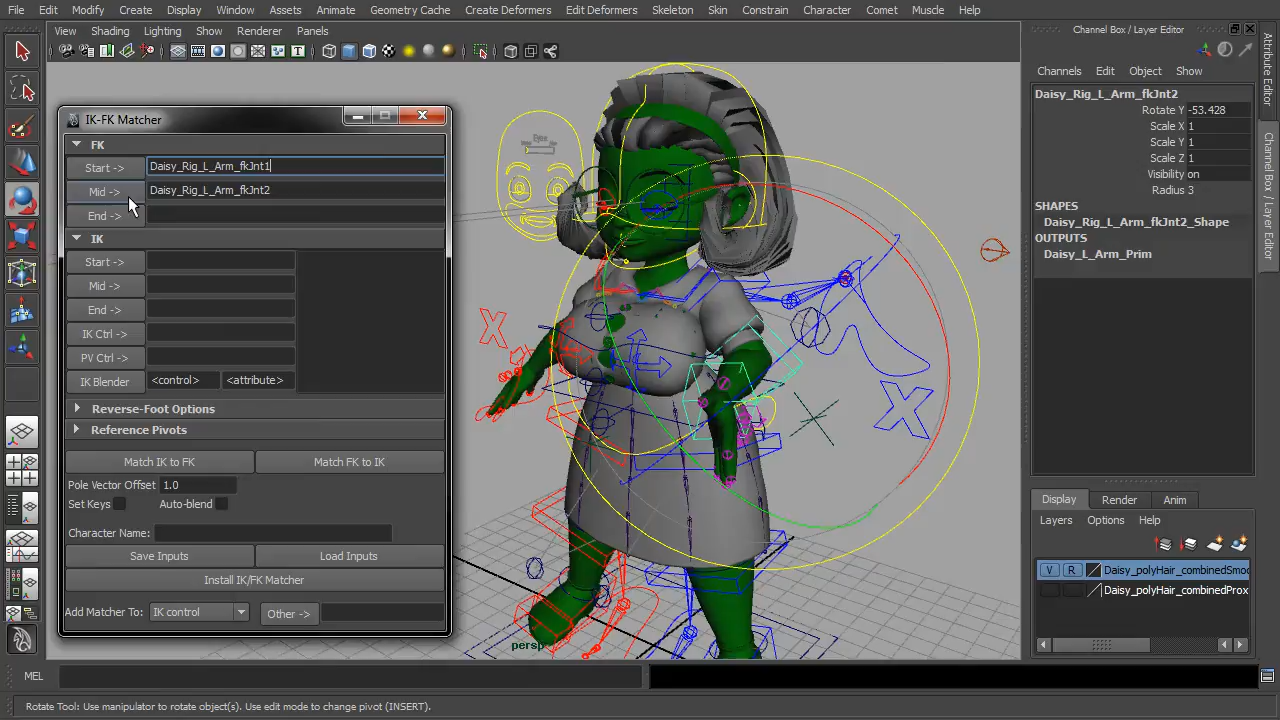 File Edit Modify Create Display Window Assets Animate Geometry Cache Create Deformers Edit Deformers Skeleton Skin Constrain Character Comet Muscle Help
View Shading Lighting Show Renderer Panels
Channel Box / Layer Editor
Channels Edit Object Show
Daisy_Rig_L_Arm_fkJnt2
Rotate Y -53.428
Scale X 1
Scale Y 1
Scale Z 1
Visibility on
Radius 3
SHAPES
Daisy_Rig_L_Arm_fkJnt2_Shape
OUTPUTS
Daisy_L_Arm_Prim
Attribute Editor
Channel Box / Layer Editor
IK-FK Matcher
FK
Start -> Daisy_Rig_L_Arm_fkJnt1
Mid -> Daisy_Rig_L_Arm_fkJnt2
End ->
IK
Start ->
Mid ->
End ->
IK Ctrl ->
PV Ctrl ->
IK Blender <control> <attribute>
Reverse-Foot Options
Reference Pivots
Match IK to FK Match FK to IK
Pole Vector Offset 1.0
Set Keys Auto-blend
Character Name:
Save Inputs Load Inputs
Install IK/FK Matcher
Add Matcher To: IK control Other ->
Eyes
X
X
persp
Display Render Anim
Layers Options Help
V R Daisy_polyHair_combinedSmoo
Daisy_polyHair_combinedProx
MEL
Rotate Tool: Use manipulator to rotate object(s). Use edit mode to change pivot (INSERT).